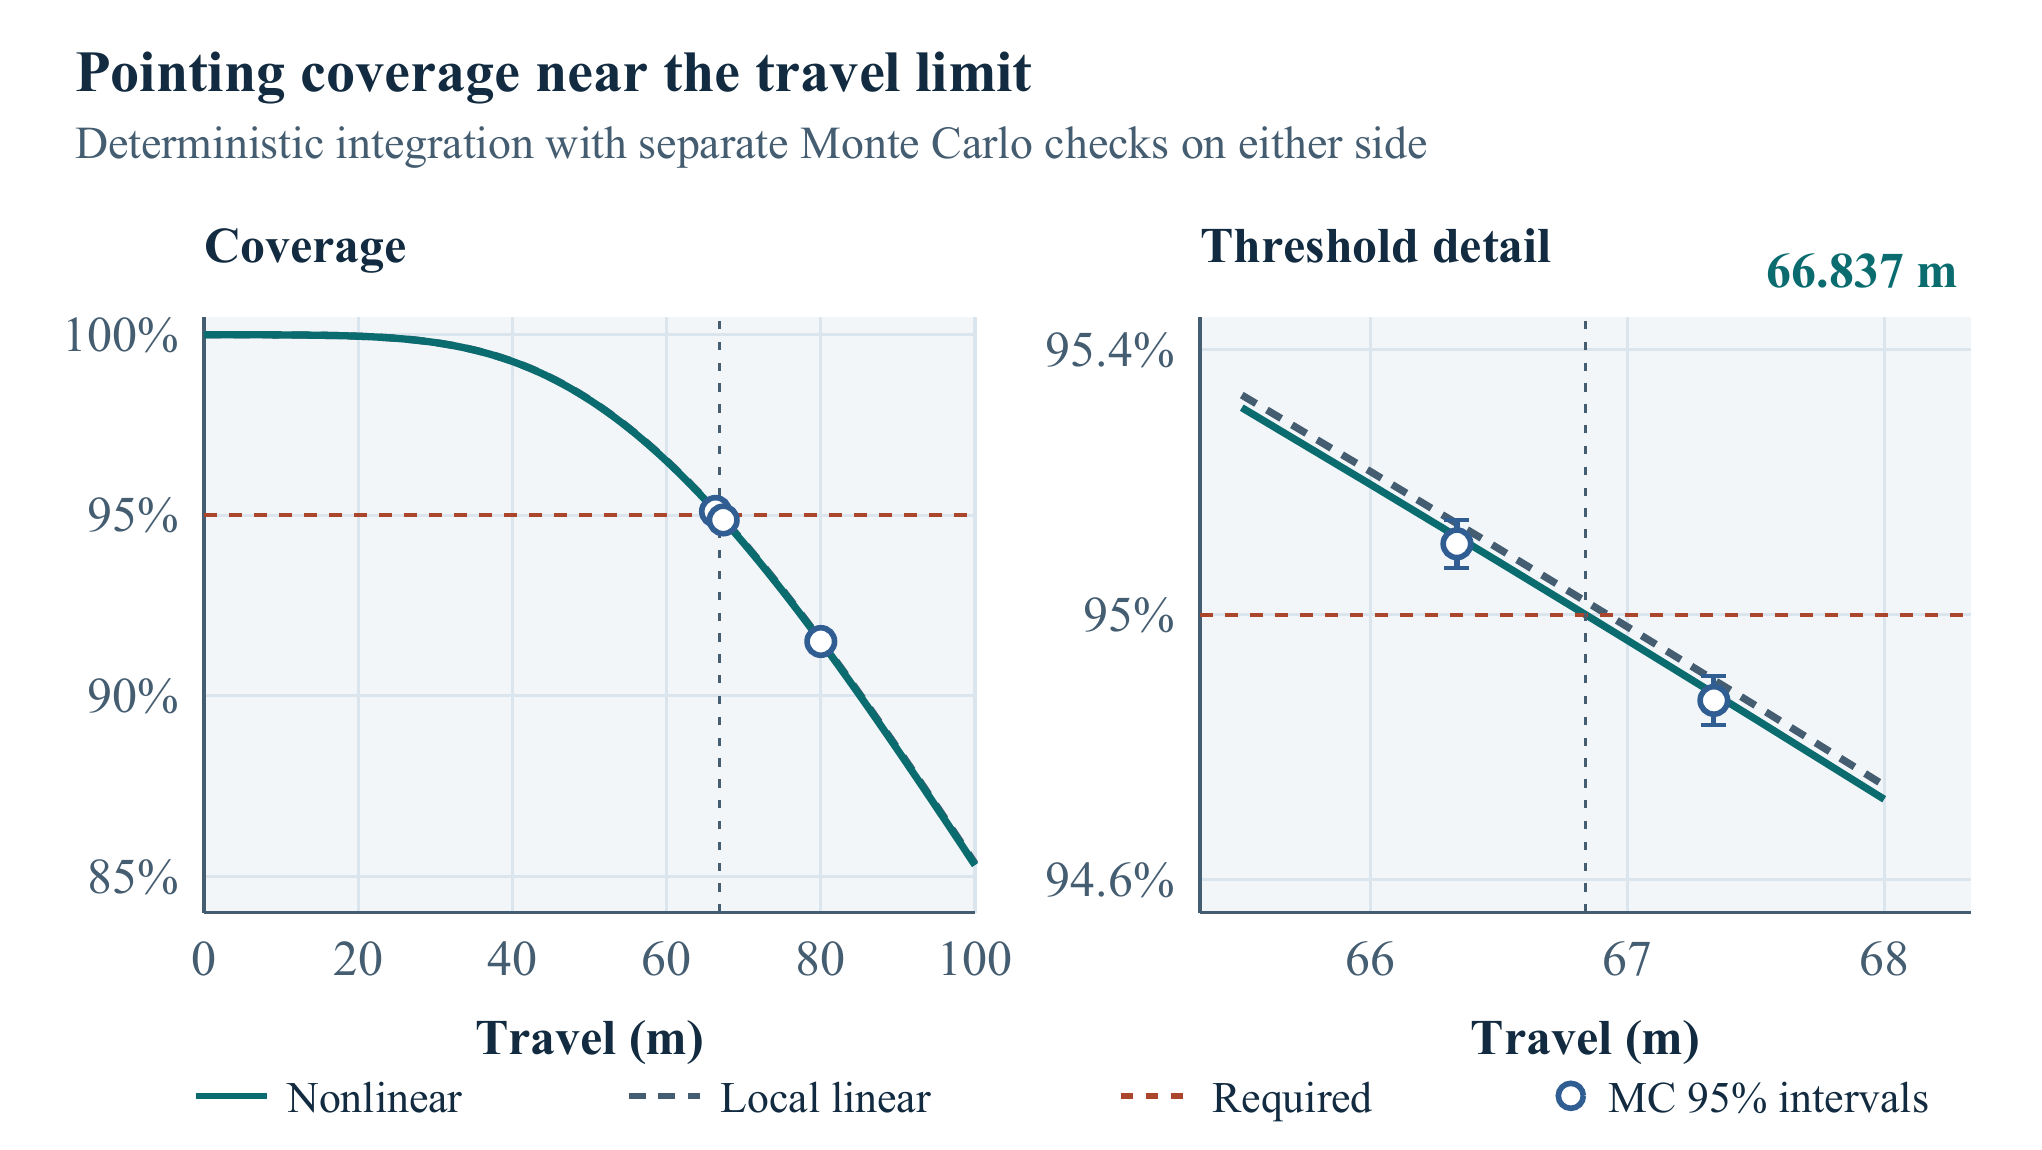 Pointing coverage near the travel limit
Deterministic integration with separate Monte Carlo checks on either side
Coverage
100%
95%
90%
85%
0 20 40 60 80 100
Travel (m)
Threshold detail
66.837 m
95.4%
95%
94.6%
66 67 68
Travel (m)
Nonlinear
Local linear
Required
MC 95% intervals